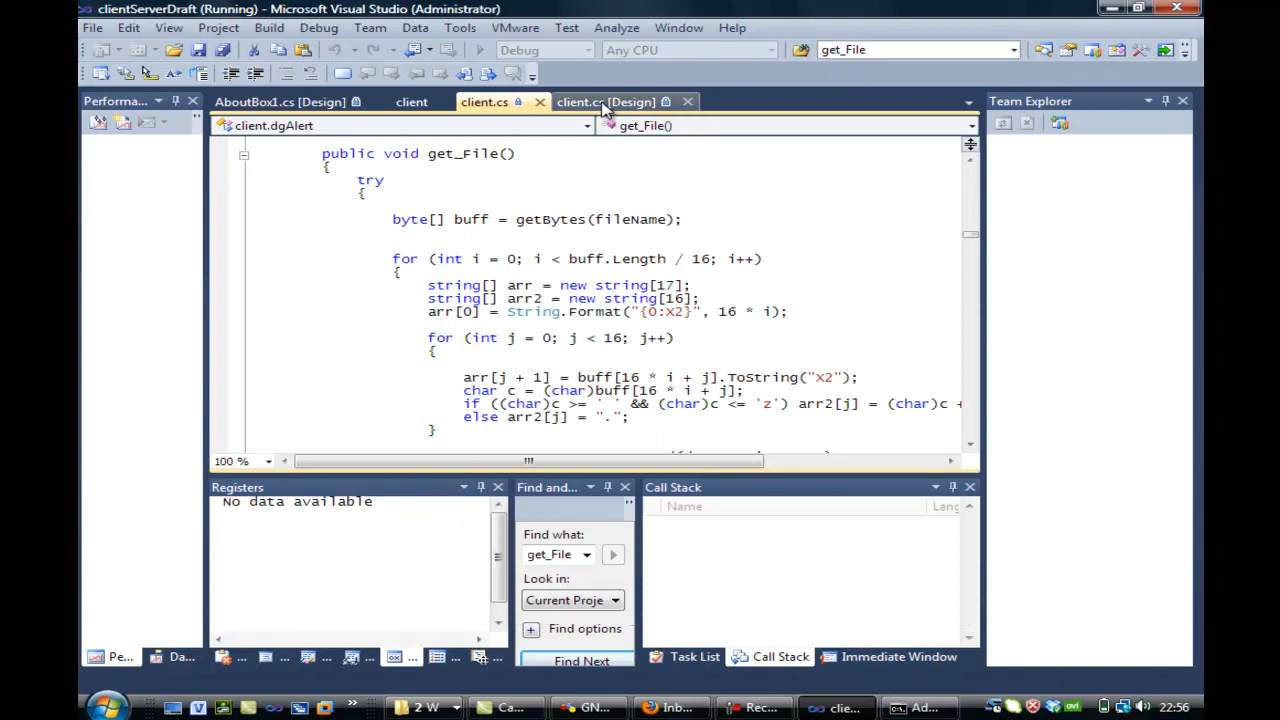 clientServerDraft (Running) - Microsoft Visual Studio (Administrator)
File Edit View Project Build Debug Team Data Tools VMware Test Analyze Window Help
Debug Any CPU get_File
Performa... AboutBox1.cs [Design] client client.cs client.cs [Design] Team Explorer
client.dgAlert get_File()
public void get_File()
{
try
{
byte[] buff = getBytes(fileName);
for (int i = 0; i < buff.Length / 16; i++)
{
string[] arr = new string[17];
string[] arr2 = new string[16];
arr[0] = String.Format("{0:X2}", 16 * i);
for (int j = 0; j < 16; j++)
{
arr[j + 1] = buff[16 * i + j].ToString("X2");
char c = (char)buff[16 * i + j];
if ((char)c >= ' ' && (char)c <= 'z') arr2[j] = (char)c +
else arr2[j] = ".";
}
100 %
Registers Find and... Call Stack
No data available
Name Lang
Find what:
get_File
Look in:
Current Proje
Find options
Find Next
Pe... Da... ... ... ... ... ... ... ... Task List Call Stack Immediate Window
2 W Ca... GN... Inb... Rec... clie... Ad... ovi 22:56